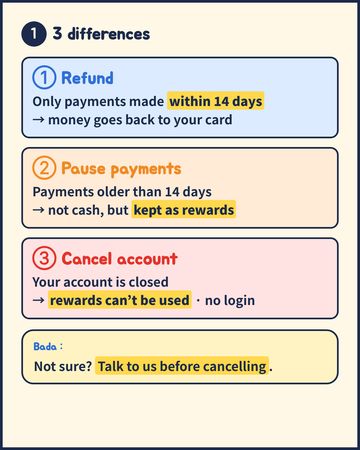 1 3 differences
① Refund
Only payments made within 14 days
→ money goes back to your card
② Pause payments
Payments older than 14 days
→ not cash, but kept as rewards
③ Cancel account
Your account is closed
→ rewards can’t be used · no login
Bada :
Not sure? Talk to us before cancelling.